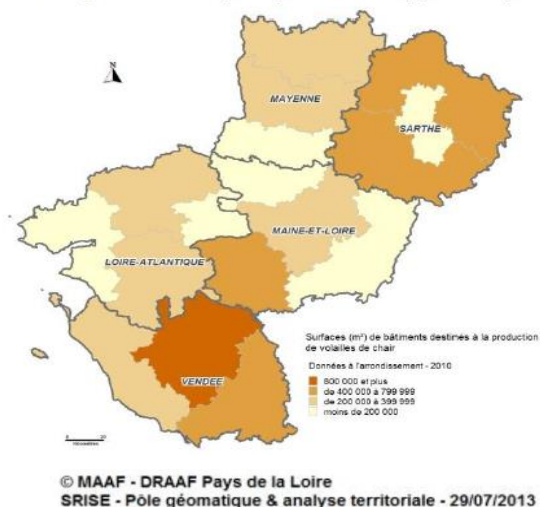 N
MAYENNE
SARTHE
MAINE-ET-LOIRE
LOIRE-ATLANTIQUE
VENDEE
Surfaces (m²) de bâtiments destinés à la production
de volailles de chair
Données à l'arrondissement - 2010
800 000 et plus
de 400 000 à 799 999
de 200 000 à 399 999
moins de 200 000
© MAAF - DRAAF Pays de la Loire
SRISE - Pôle géomatique & analyse territoriale - 29/07/2013